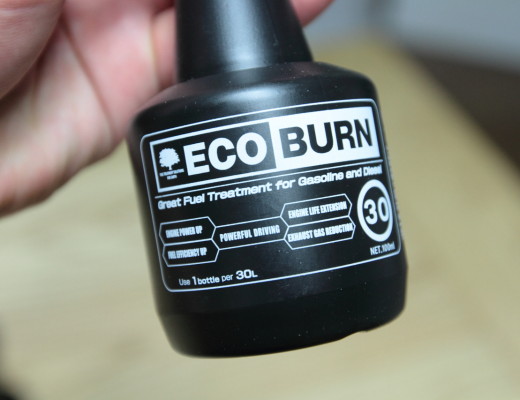 ECO BURN
Great Fuel Treatment for Gasoline and Diesel
ENGINE POWER UP
FUEL EFFICIENCY UP
POWERFUL DRIVING
ENGINE LIFE EXTENSION
EXHAUST GAS REDUCTION
30
NET.100ml
Use 1 bottle per 30L